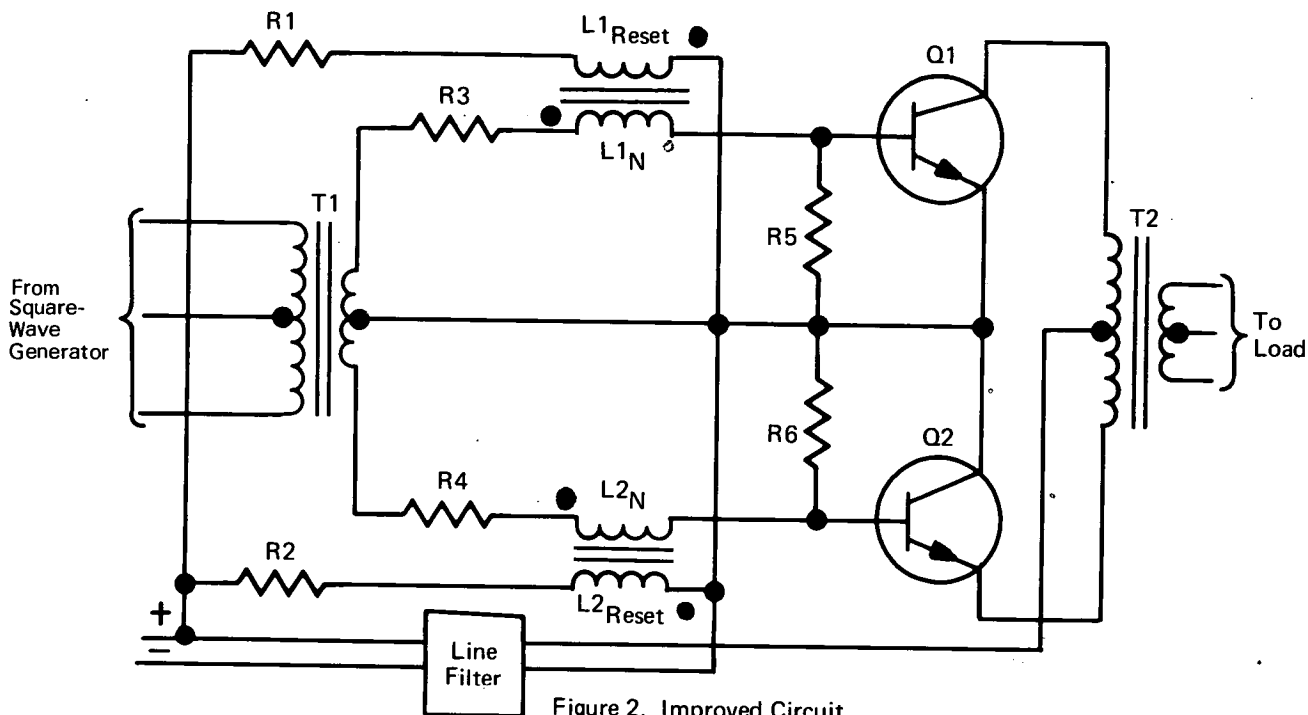 R1
L1Reset
Q1
R3
L1N
T1
R5
T2
From
Square-
Wave
Generator
To
Load
R6
Q2
R4
L2N
R2
L2Reset
+
−
Line
Filter
Figure 2. Improved Circuit